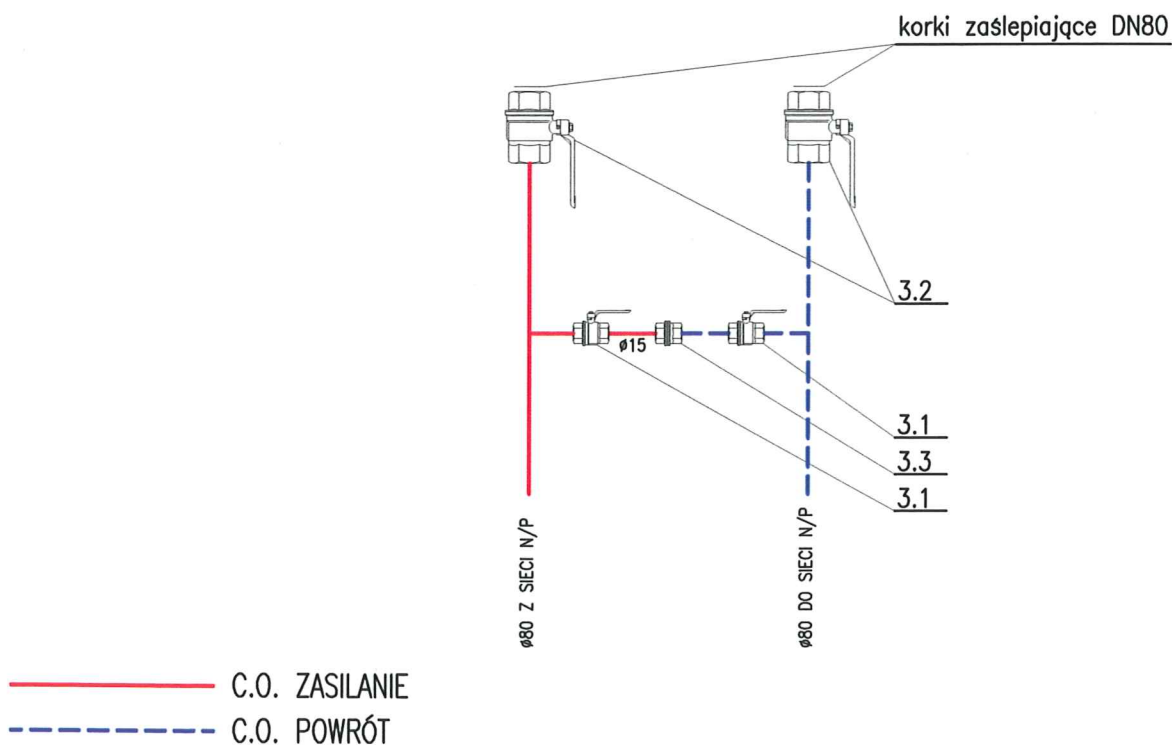 korki zaślepiające DN80
3.2
ø15
3.1
3.3
3.1
ø80 Z SIECI N/P
ø80 DO SIECI N/P
C.O. ZASILANIE
C.O. POWRÓT